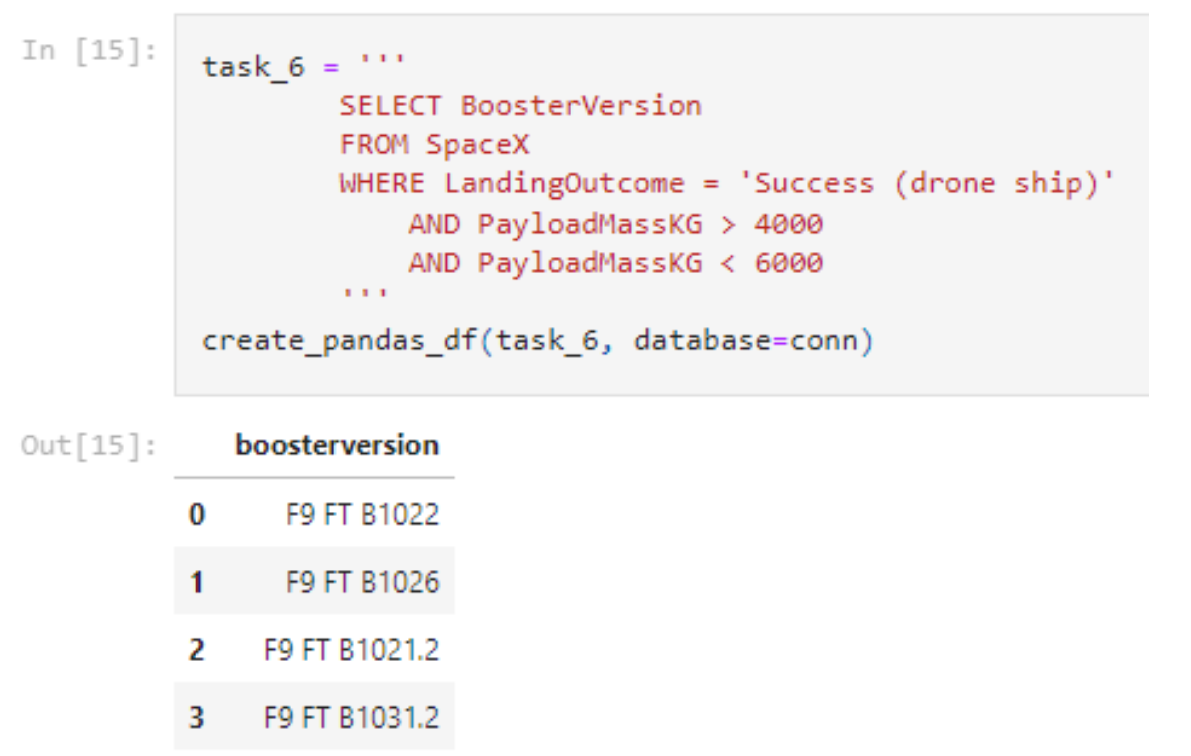 In [15]:
task_6 = '''
SELECT BoosterVersion
FROM SpaceX
WHERE LandingOutcome = 'Success (drone ship)'
AND PayloadMassKG > 4000
AND PayloadMassKG < 6000
'''
create_pandas_df(task_6, database=conn)
Out[15]:
boosterversion
0 F9 FT B1022
1 F9 FT B1026
2 F9 FT B1021.2
3 F9 FT B1031.2